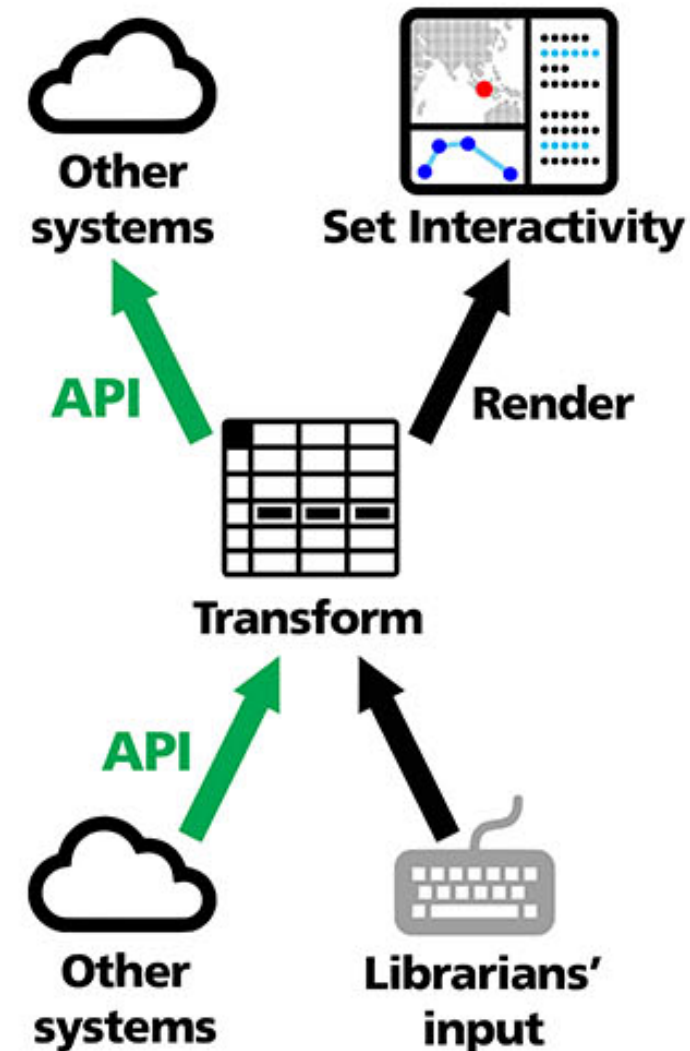 Other
systems
Set Interactivity
API
Render
Transform
API
Other
systems
Librarians’
input